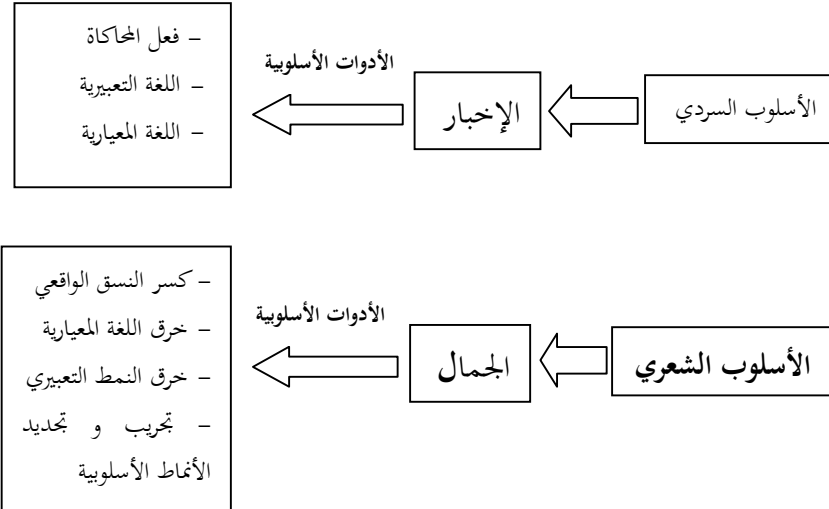 الأسلوب السردي
الإخبار
الأدوات الأسلوبية
– فعل المحاكاة
– اللغة التعبيرية
– اللغة المعيارية
الأسلوب الشعري
الجمال
الأدوات الأسلوبية
– كسر النسق الواقعي
– خرق اللغة المعيارية
– خرق النمط التعبيري
– تجريب و تجديد
الأنماط الأسلوبية